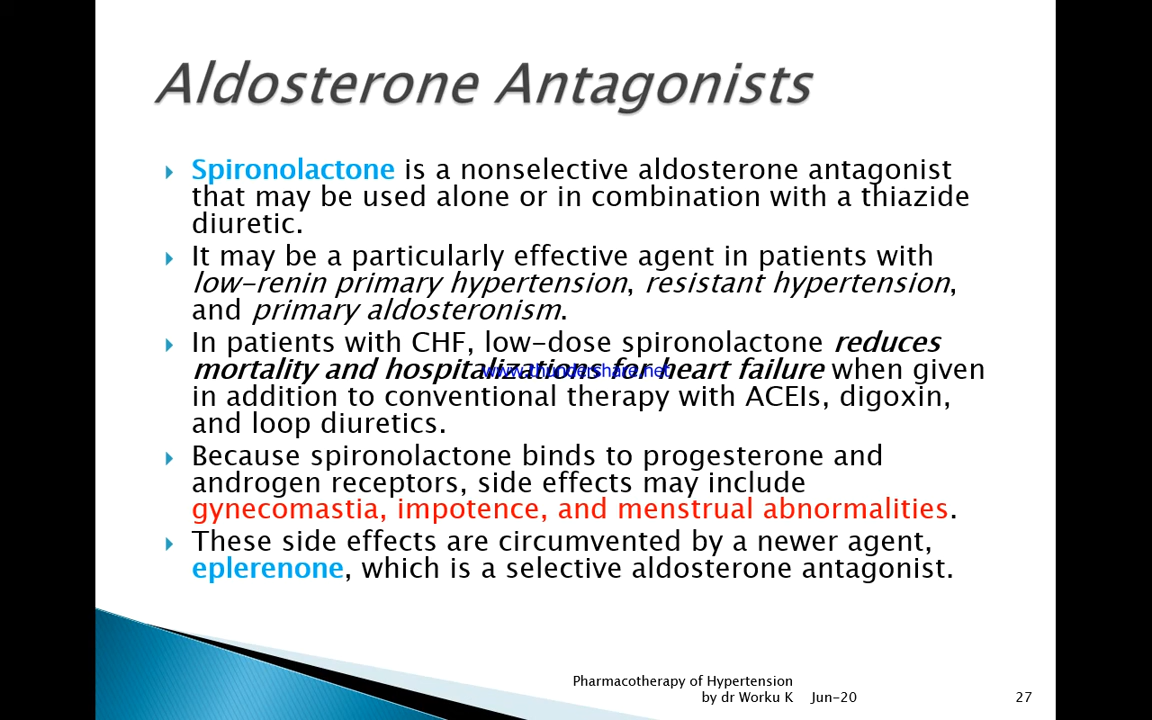 Aldosterone Antagonists
Spironolactone is a nonselective aldosterone antagonist
that may be used alone or in combination with a thiazide
diuretic.
It may be a particularly effective agent in patients with
low-renin primary hypertension, resistant hypertension,
and primary aldosteronism.
In patients with CHF, low-dose spironolactone reduces
mortality and hospitalizations for heart failure when given
www.thundershare.net
in addition to conventional therapy with ACEIs, digoxin,
and loop diuretics.
Because spironolactone binds to progesterone and
androgen receptors, side effects may include
gynecomastia, impotence, and menstrual abnormalities.
These side effects are circumvented by a newer agent,
eplerenone, which is a selective aldosterone antagonist.
Pharmacotherapy of Hypertension
by dr Worku K Jun-20 27